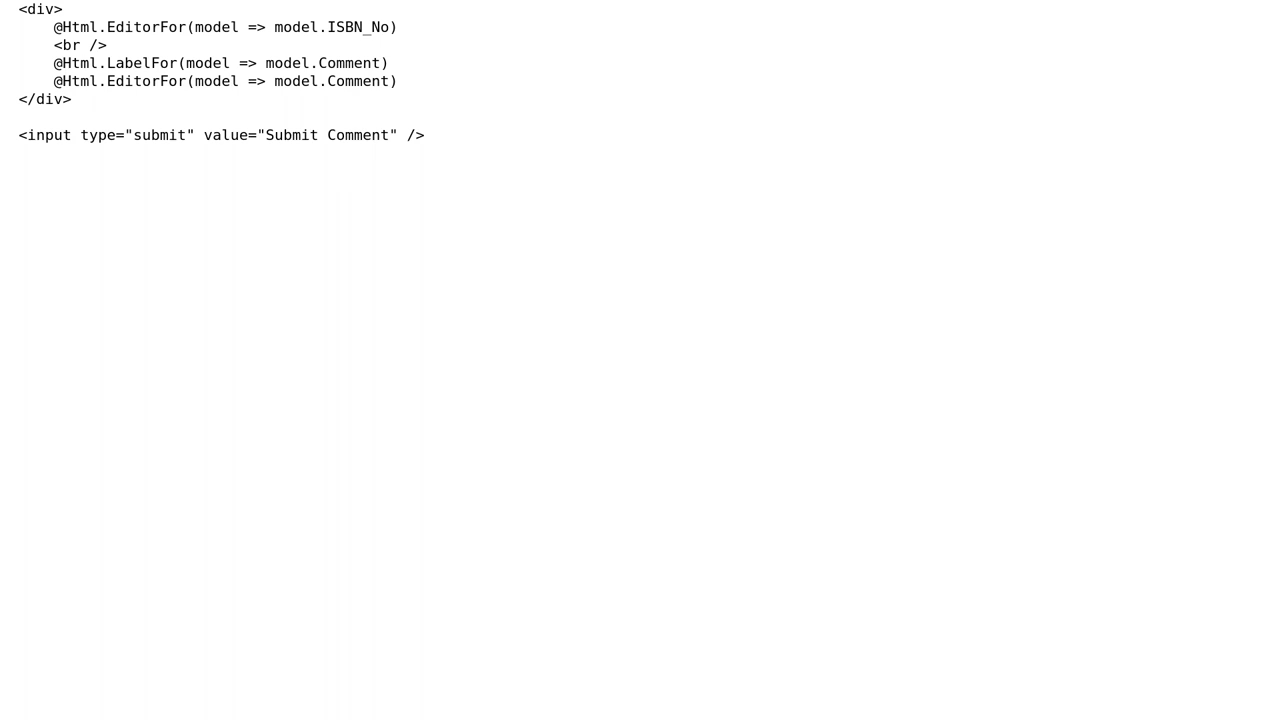 <div>
    @Html.EditorFor(model => model.ISBN_No)
    <br />
    @Html.LabelFor(model => model.Comment)
    @Html.EditorFor(model => model.Comment)
</div>

<input type="submit" value="Submit Comment" />